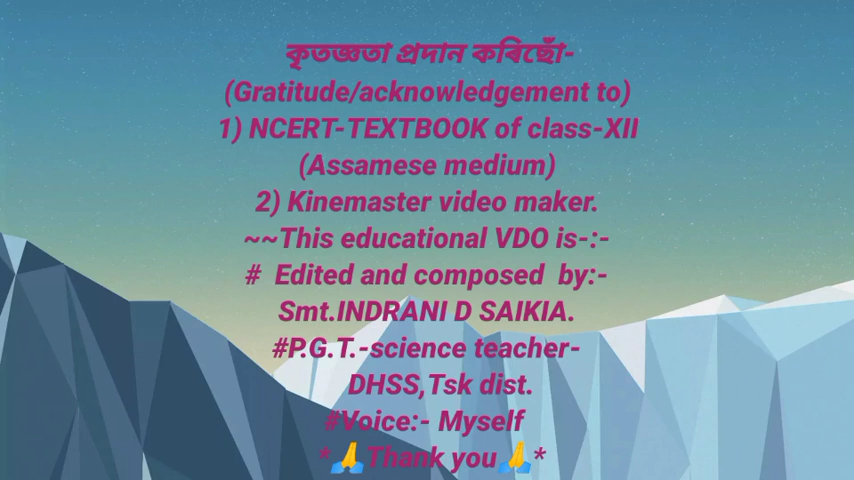 কৃতজ্ঞতা প্ৰদান কৰিছোঁ-
(Gratitude/acknowledgement to)
1) NCERT-TEXTBOOK of class-XII
(Assamese medium)
2) Kinemaster video maker.
~~This educational VDO is-:-
# Edited and composed by:-
Smt.INDRANI D SAIKIA.
#P.G.T.-science teacher-
DHSS,Tsk dist.
#Voice:- Myself
*🙏Thank you🙏*